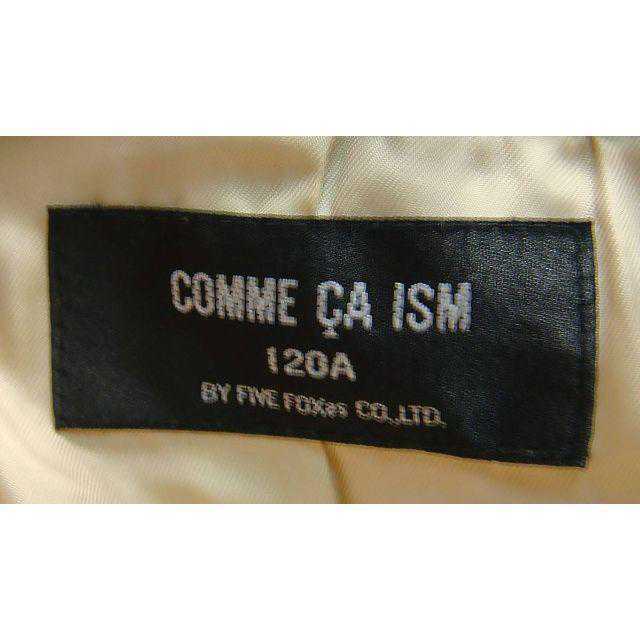 COMME ÇA ISM
120A
BY FIVE FOXes CO.,LTD.